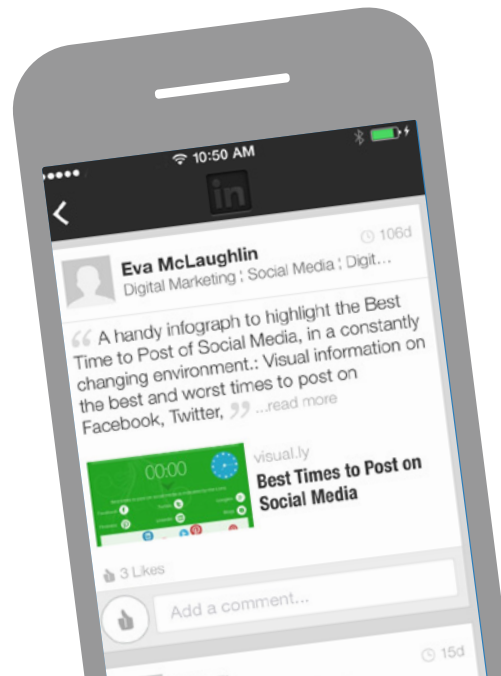 10:50 AM
in
Eva McLaughlin
106d
Digital Marketing ¦ Social Media ¦ Digit...
“ A handy infograph to highlight the Best
Time to Post of Social Media, in a constantly
changing environment.: Visual information on
the best and worst times to post on
Facebook, Twitter, ” ...read more
00:00
visual.ly
Best Times to Post on
Social Media
3 Likes
Add a comment...
15d